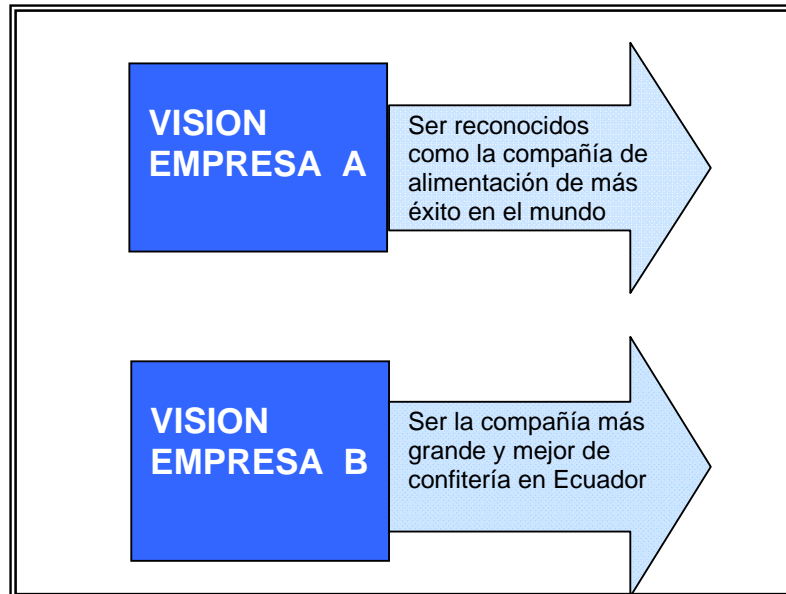 VISION
EMPRESA A
Ser reconocidos
como la compañía de
alimentación de más
éxito en el mundo
VISION
EMPRESA B
Ser la compañía más
grande y mejor de
confitería en Ecuador